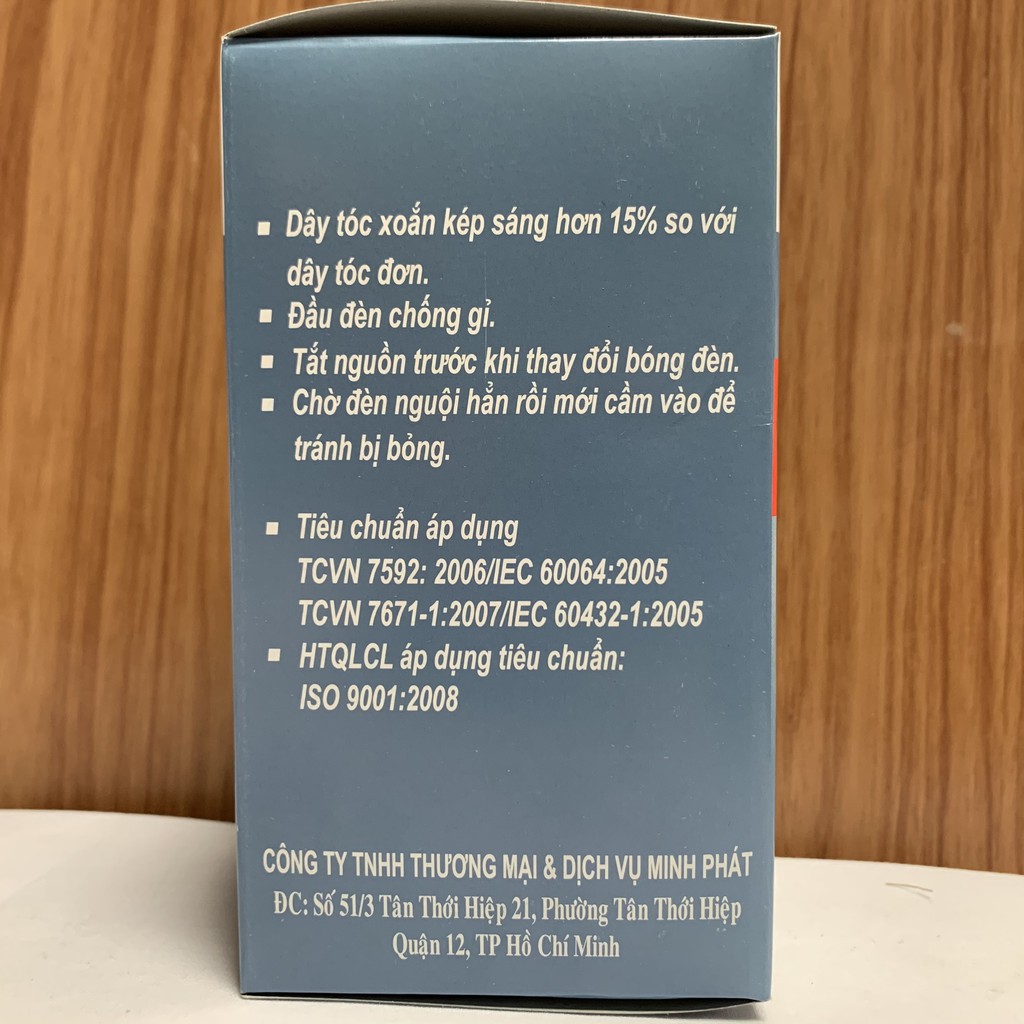 ▪ Dây tóc xoắn kép sáng hơn 15% so với
dây tóc đơn.
▪ Đầu đèn chống gỉ.
▪ Tắt nguồn trước khi thay đổi bóng đèn.
▪ Chờ đèn nguội hẳn rồi mới cầm vào để
tránh bị bỏng.
▪ Tiêu chuẩn áp dụng
TCVN 7592: 2006/IEC 60064:2005
TCVN 7671-1:2007/IEC 60432-1:2005
▪ HTQLCL áp dụng tiêu chuẩn:
ISO 9001:2008
CÔNG TY TNHH THƯƠNG MẠI & DỊCH VỤ MINH PHÁT
ĐC: Số 51/3 Tân Thới Hiệp 21, Phường Tân Thới Hiệp
Quận 12, TP Hồ Chí Minh